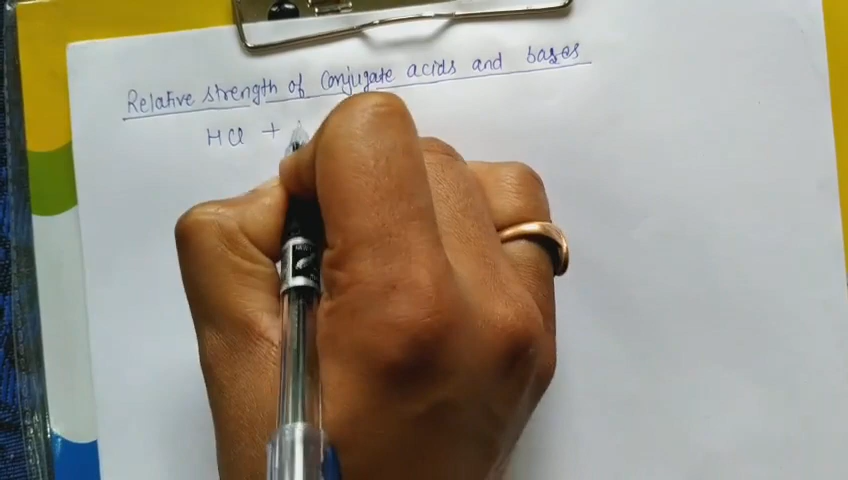 Relative strength of Conjugate acids and bases
HCl +